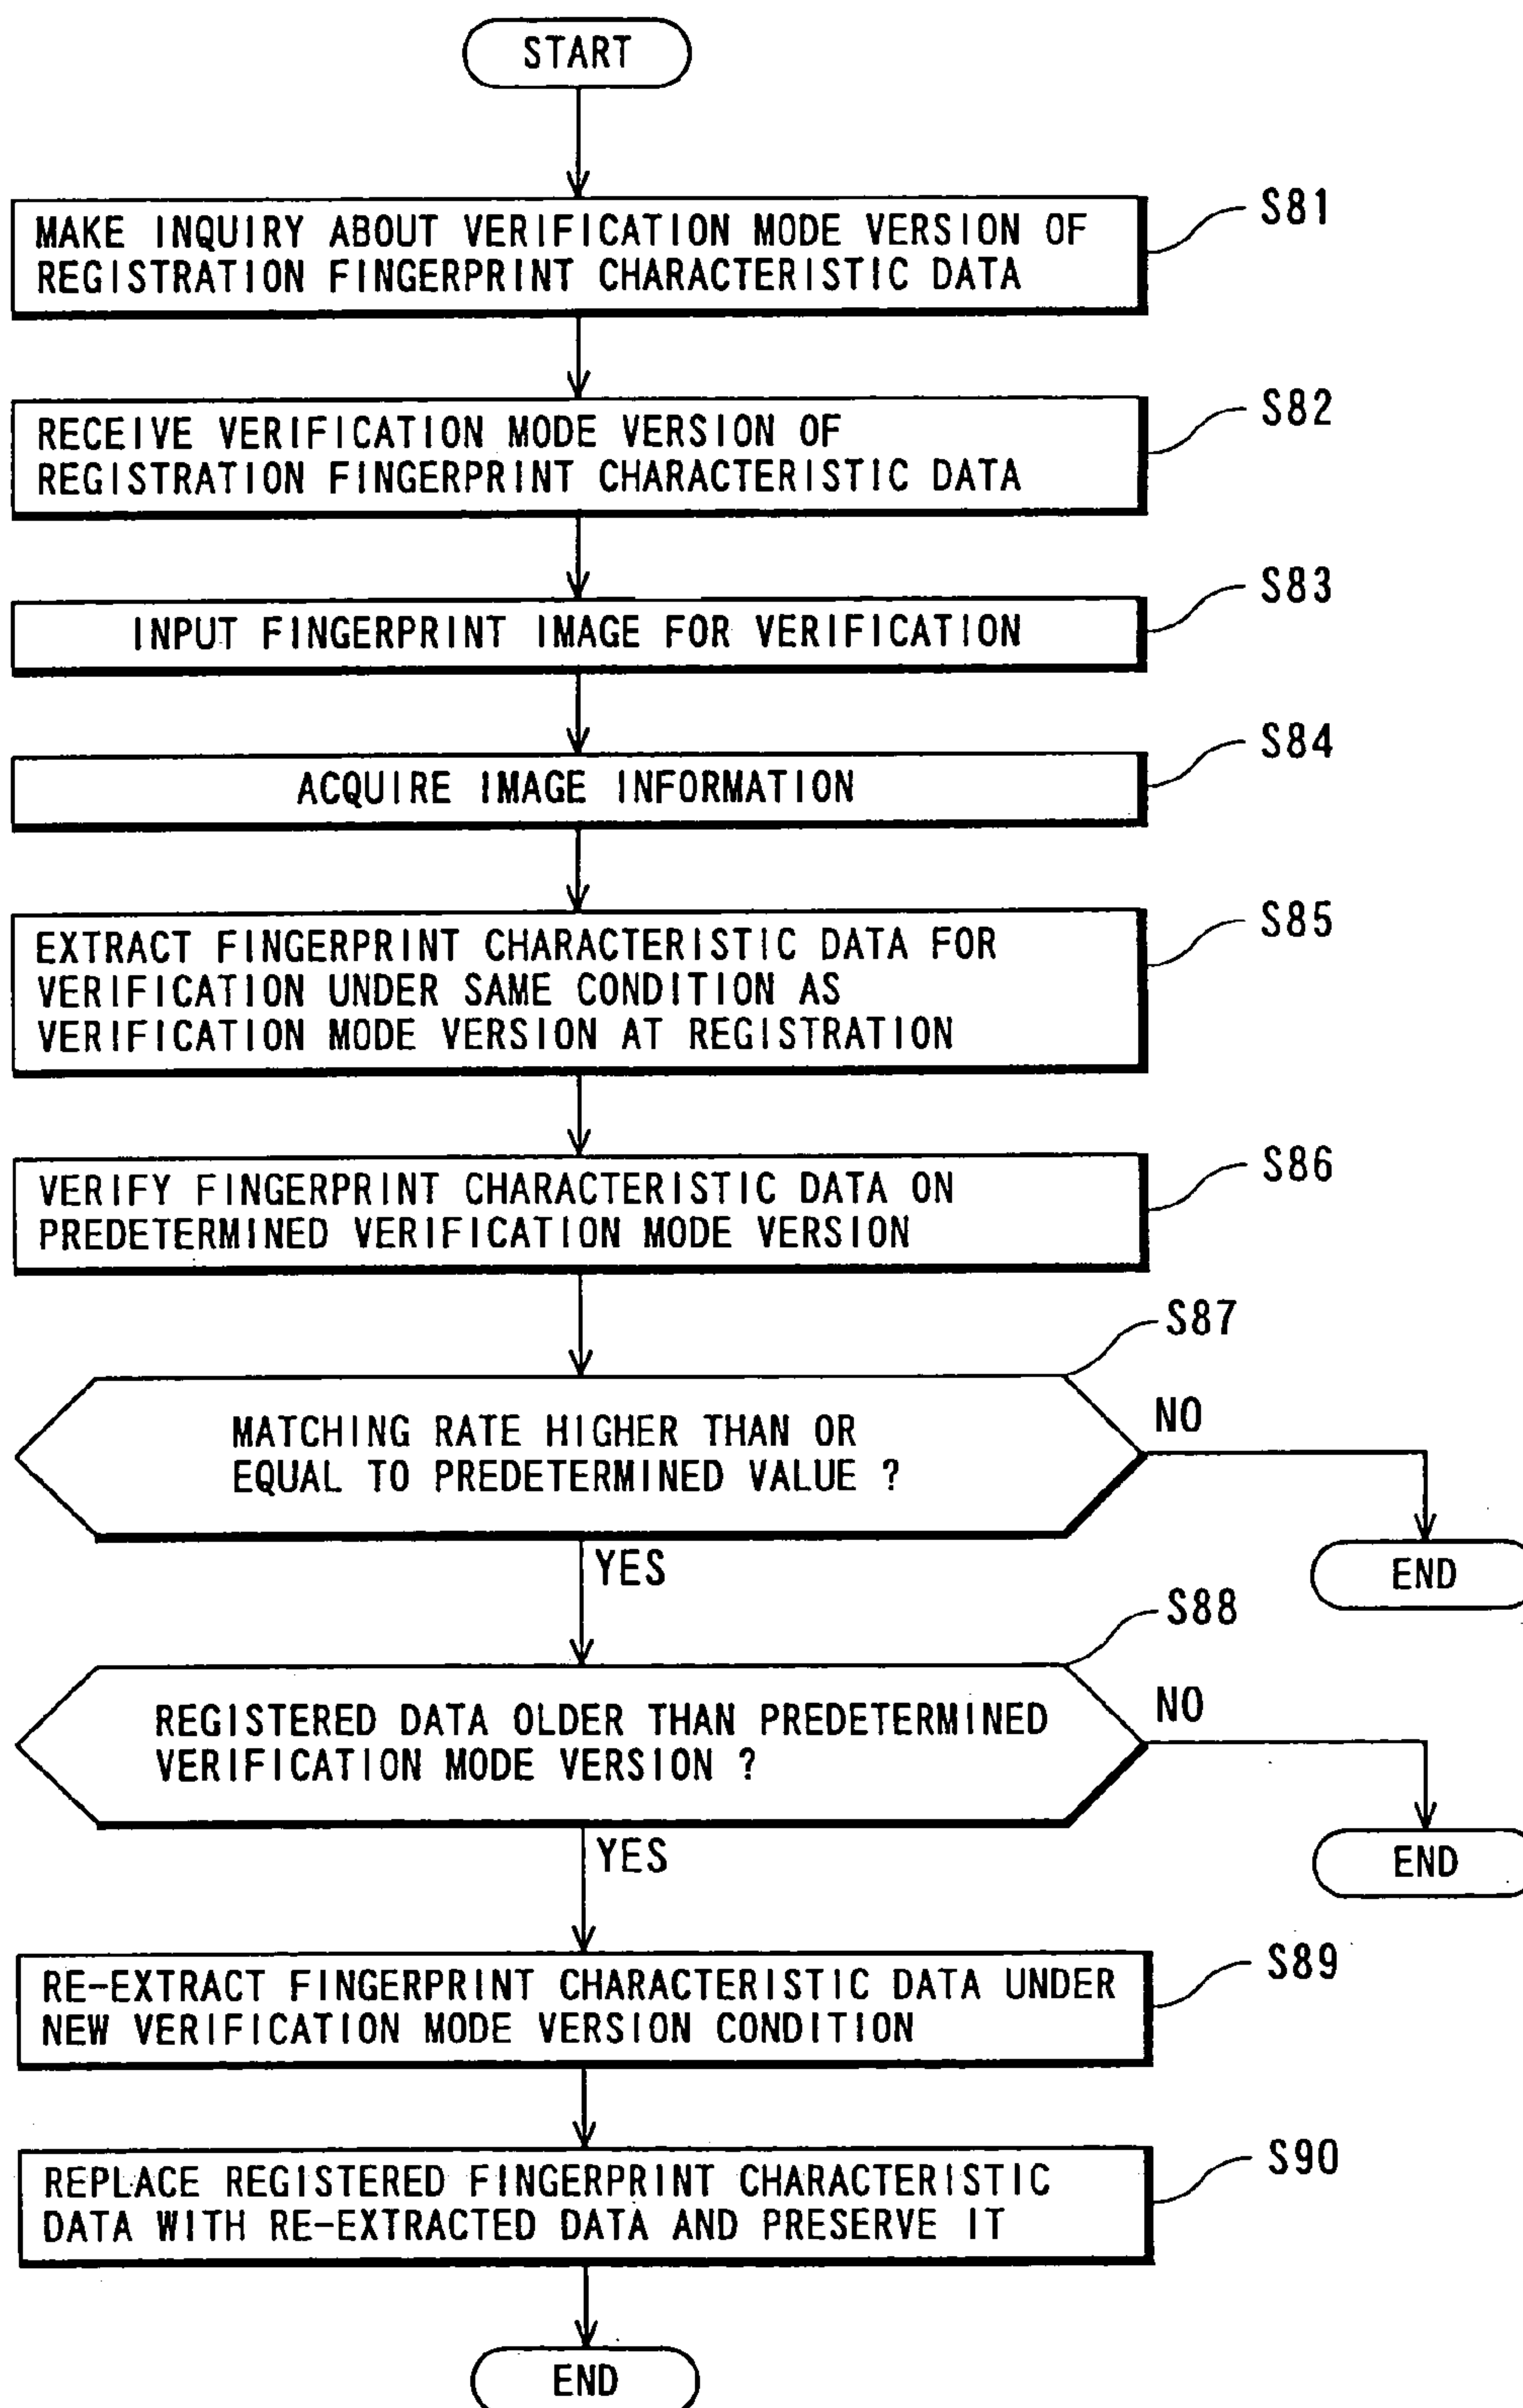 START
S81
MAKE INQUIRY ABOUT VERIFICATION MODE VERSION OF
REGISTRATION FINGERPRINT CHARACTERISTIC DATA
S82
RECEIVE VERIFICATION MODE VERSION OF
REGISTRATION FINGERPRINT CHARACTERISTIC DATA
S83
INPUT FINGERPRINT IMAGE FOR VERIFICATION
S84
ACQUIRE IMAGE INFORMATION
S85
EXTRACT FINGERPRINT CHARACTERISTIC DATA FOR
VERIFICATION UNDER SAME CONDITION AS
VERIFICATION MODE VERSION AT REGISTRATION
S86
VERIFY FINGERPRINT CHARACTERISTIC DATA ON
PREDETERMINED VERIFICATION MODE VERSION
S87
MATCHING RATE HIGHER THAN OR
EQUAL TO PREDETERMINED VALUE ?
NO
END
YES
S88
REGISTERED DATA OLDER THAN PREDETERMINED
VERIFICATION MODE VERSION ?
NO
END
YES
S89
RE-EXTRACT FINGERPRINT CHARACTERISTIC DATA UNDER
NEW VERIFICATION MODE VERSION CONDITION
S90
REPLACE REGISTERED FINGERPRINT CHARACTERISTIC
DATA WITH RE-EXTRACTED DATA AND PRESERVE IT
END